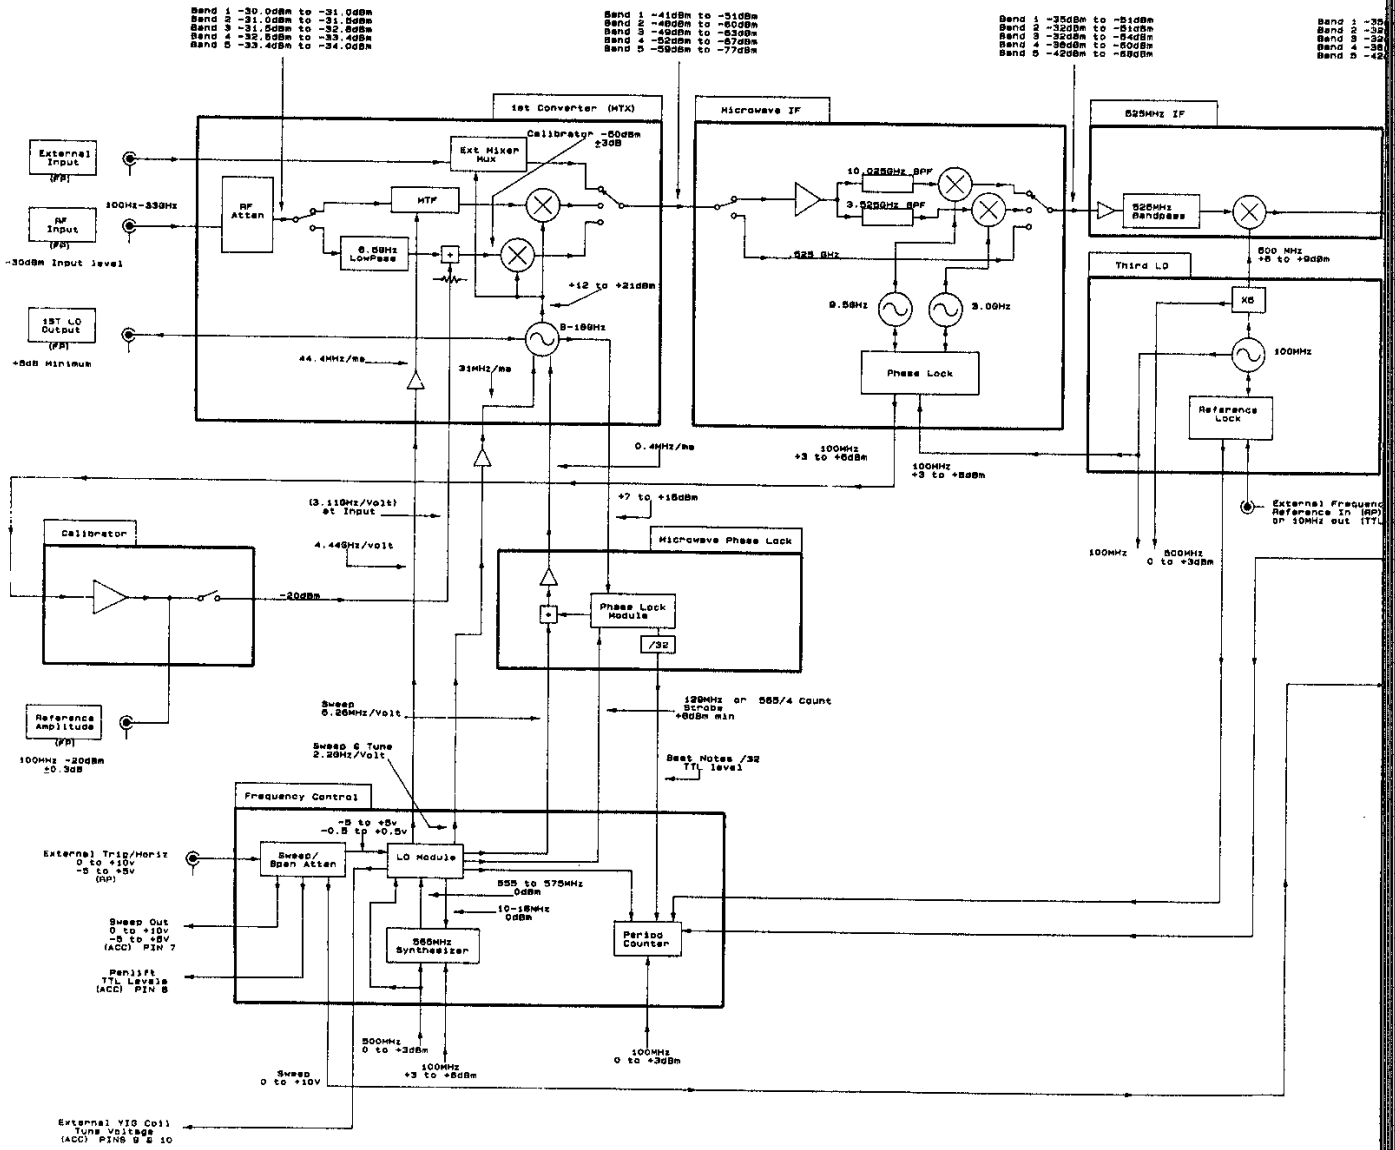 Band 1 -30.0dBm to -31.0dBm
Band 2 -31.0dBm to -31.5dBm
Band 3 -31.5dBm to -32.8dBm
Band 4 -32.8dBm to -33.4dBm
Band 5 -33.4dBm to -34.0dBm
Band 1 -41dBm to -51dBm
Band 2 -48dBm to -60dBm
Band 3 -49dBm to -63dBm
Band 4 -52dBm to -67dBm
Band 5 -59dBm to -77dBm
Band 1 -35dBm to -51dBm
Band 2 -32dBm to -51dBm
Band 3 -32dBm to -54dBm
Band 4 -36dBm to -60dBm
Band 5 -42dBm to -68dBm
Band 1
Band 2
Band 3
Band 4
Band 5
1st Converter (MTX)
Microwave IF
525MHz IF
External
Input
(FP)
100Hz-33GHz
RF
Input
(FP)
-30dBm Input level
1ST LO
Output
(FP)
+8dB Minimum
RF
Atten
Ext Mixer
Mux
Calibrator -50dBm
±3dB
MTF
6.5GHz
LowPass
+12 to +21dBm
8-16GHz
44.4MHz/ms
31MHz/ms
10.025GHz BPF
3.525GHz BPF
525 GHz
9.5GHz
3.0GHz
Phase Lock
525MHz
Bandpass
600 MHz
+6 to +9dBm
Third LO
X6
100MHz
Reference
Lock
0.4MHz/ms
100MHz
+3 to +6dBm
100MHz
+3 to +8dBm
(3.11GHz/Volt)
at Input
+7 to +15dBm
External Frequenc
Reference In (RP)
or 10MHz out (TTL
Calibrator
4.44GHz/volt
Microwave Phase Lock
100MHz
500MHz
0 to +3dBm
-20dBm
Phase Lock
Module
/32
Reference
Amplitude
(FP)
100MHz -20dBm
±0.3dB
Sweep
6.26MHz/Volt
129MHz or 565/4 Count
Strobe
+8dBm min
Sweep & Tune
2.2GHz/Volt
Beat Notes /32
TTL level
Frequency Control
-5 to +5v
-0.5 to +0.5v
External Trig/Horiz
0 to +10v
-5 to +5v
(RP)
Sweep/
Span Atten
LO Module
555 to 575MHz
0dBm
10-15MHz
0dBm
Sweep Out
0 to +10v
-5 to +5V
(ACC) PIN 7
565MHz
Synthesizer
Period
Counter
Penlift
TTL Levels
(ACC) PIN 8
500MHz
0 to +3dBm
100MHz
+3 to +6dBm
100MHz
0 to +3dBm
Sweep
0 to +10V
External YIG Coil
Tune Voltage
(ACC) PINS 9 & 10